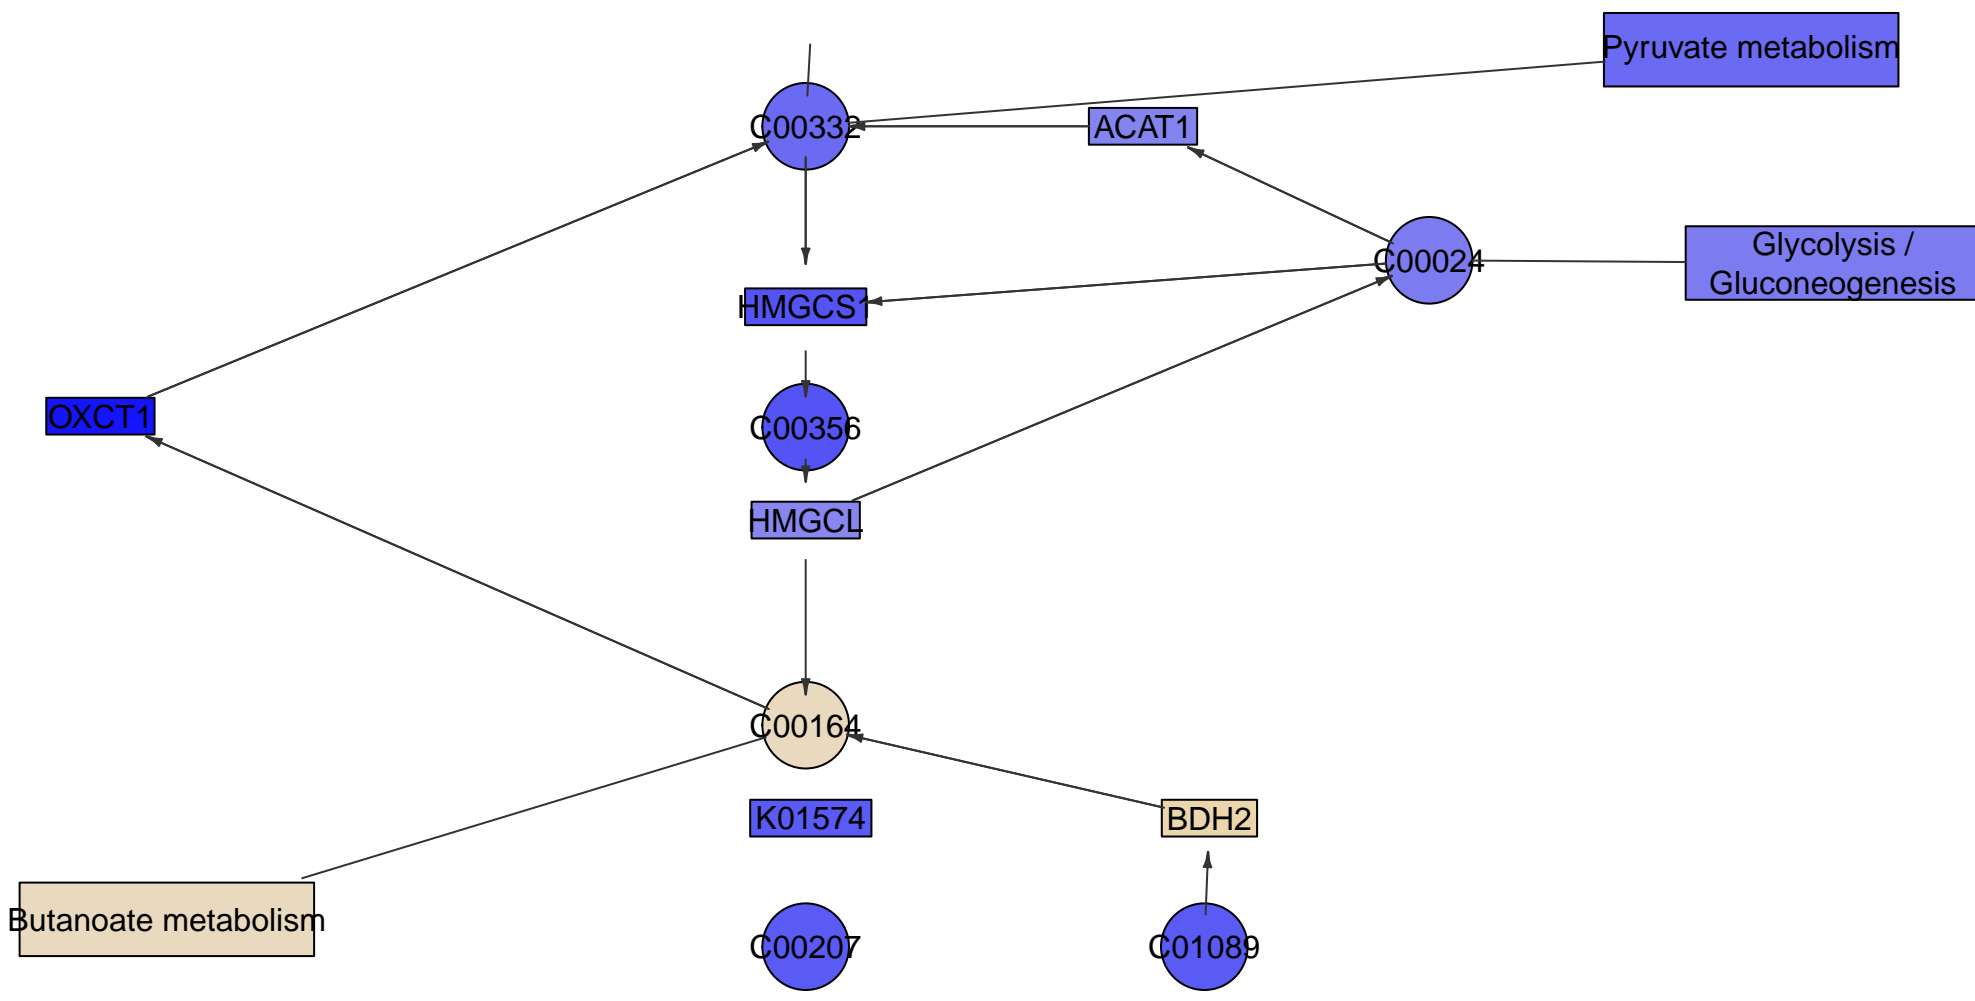 Pyruvate metabolism
C00332
ACAT1
Glycolysis /
Gluconeogenesis
C00024
HMGCS1
OXCT1
C00356
HMGCL
C00164
K01574
BDH2
Butanoate metabolism
C00207
C01089